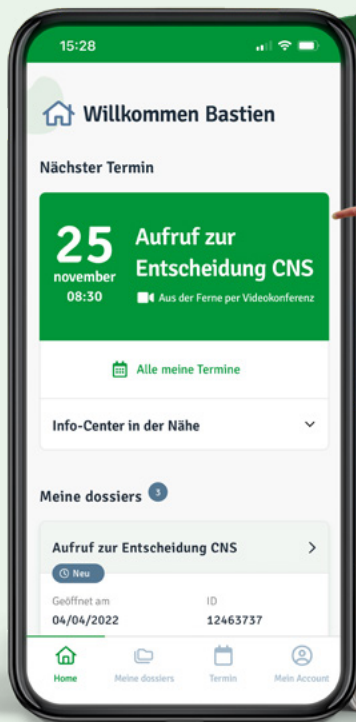 15:28
Willkommen Bastien
Nächster Termin
25
november
08:30
Aufruf zur
Entscheidung CNS
Aus der Ferne per Videokonferenz
Alle meine Termine
Info-Center in der Nähe
Meine dossiers 3
Aufruf zur Entscheidung CNS
Neu
Geöffnet am
ID
04/04/2022
12463737
Home
Meine dossiers
Termin
Mein Account